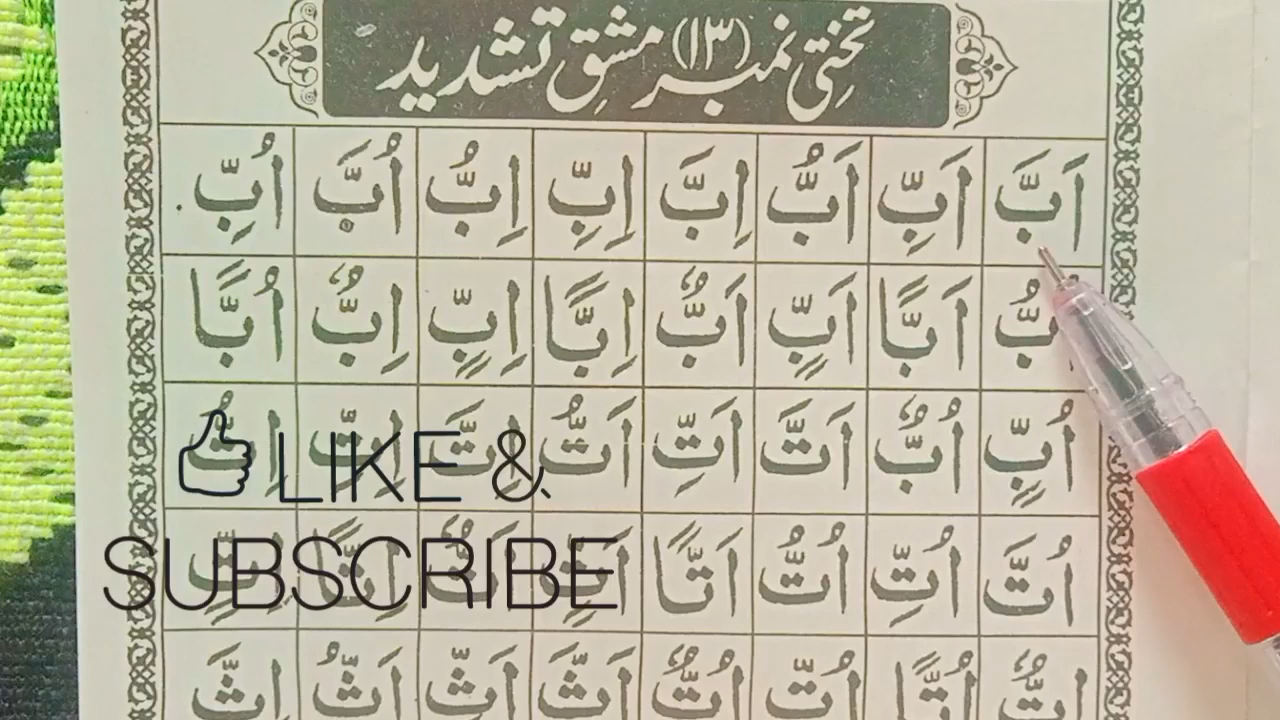 تختی نمبر (۱۳) مشق تشدید
اَبَّ اَبِّ اَبُّ اِبَّ اِبِّ اِبُّ اُبَّ اُبِّ
اُبُّ اَبًّا اَبٍّ اَبٌّ اِبًّا اِبٍّ اِبٌّ اُبًّا
اُبٍّ اُبٌّ اَتَّ اَتِّ اَتُّ اِتَّ اِتِّ اِتُّ
اُتَّ اُتِّ اُتُّ اَتًّا اَتٍّ اَتٌّ اِتًّا اِتٍّ
اِتٌّ اُتًّا اُتٍّ اُتٌّ اَثَّ اَثِّ اَثُّ اِثَّ
LIKE &
SUBSCRIBE